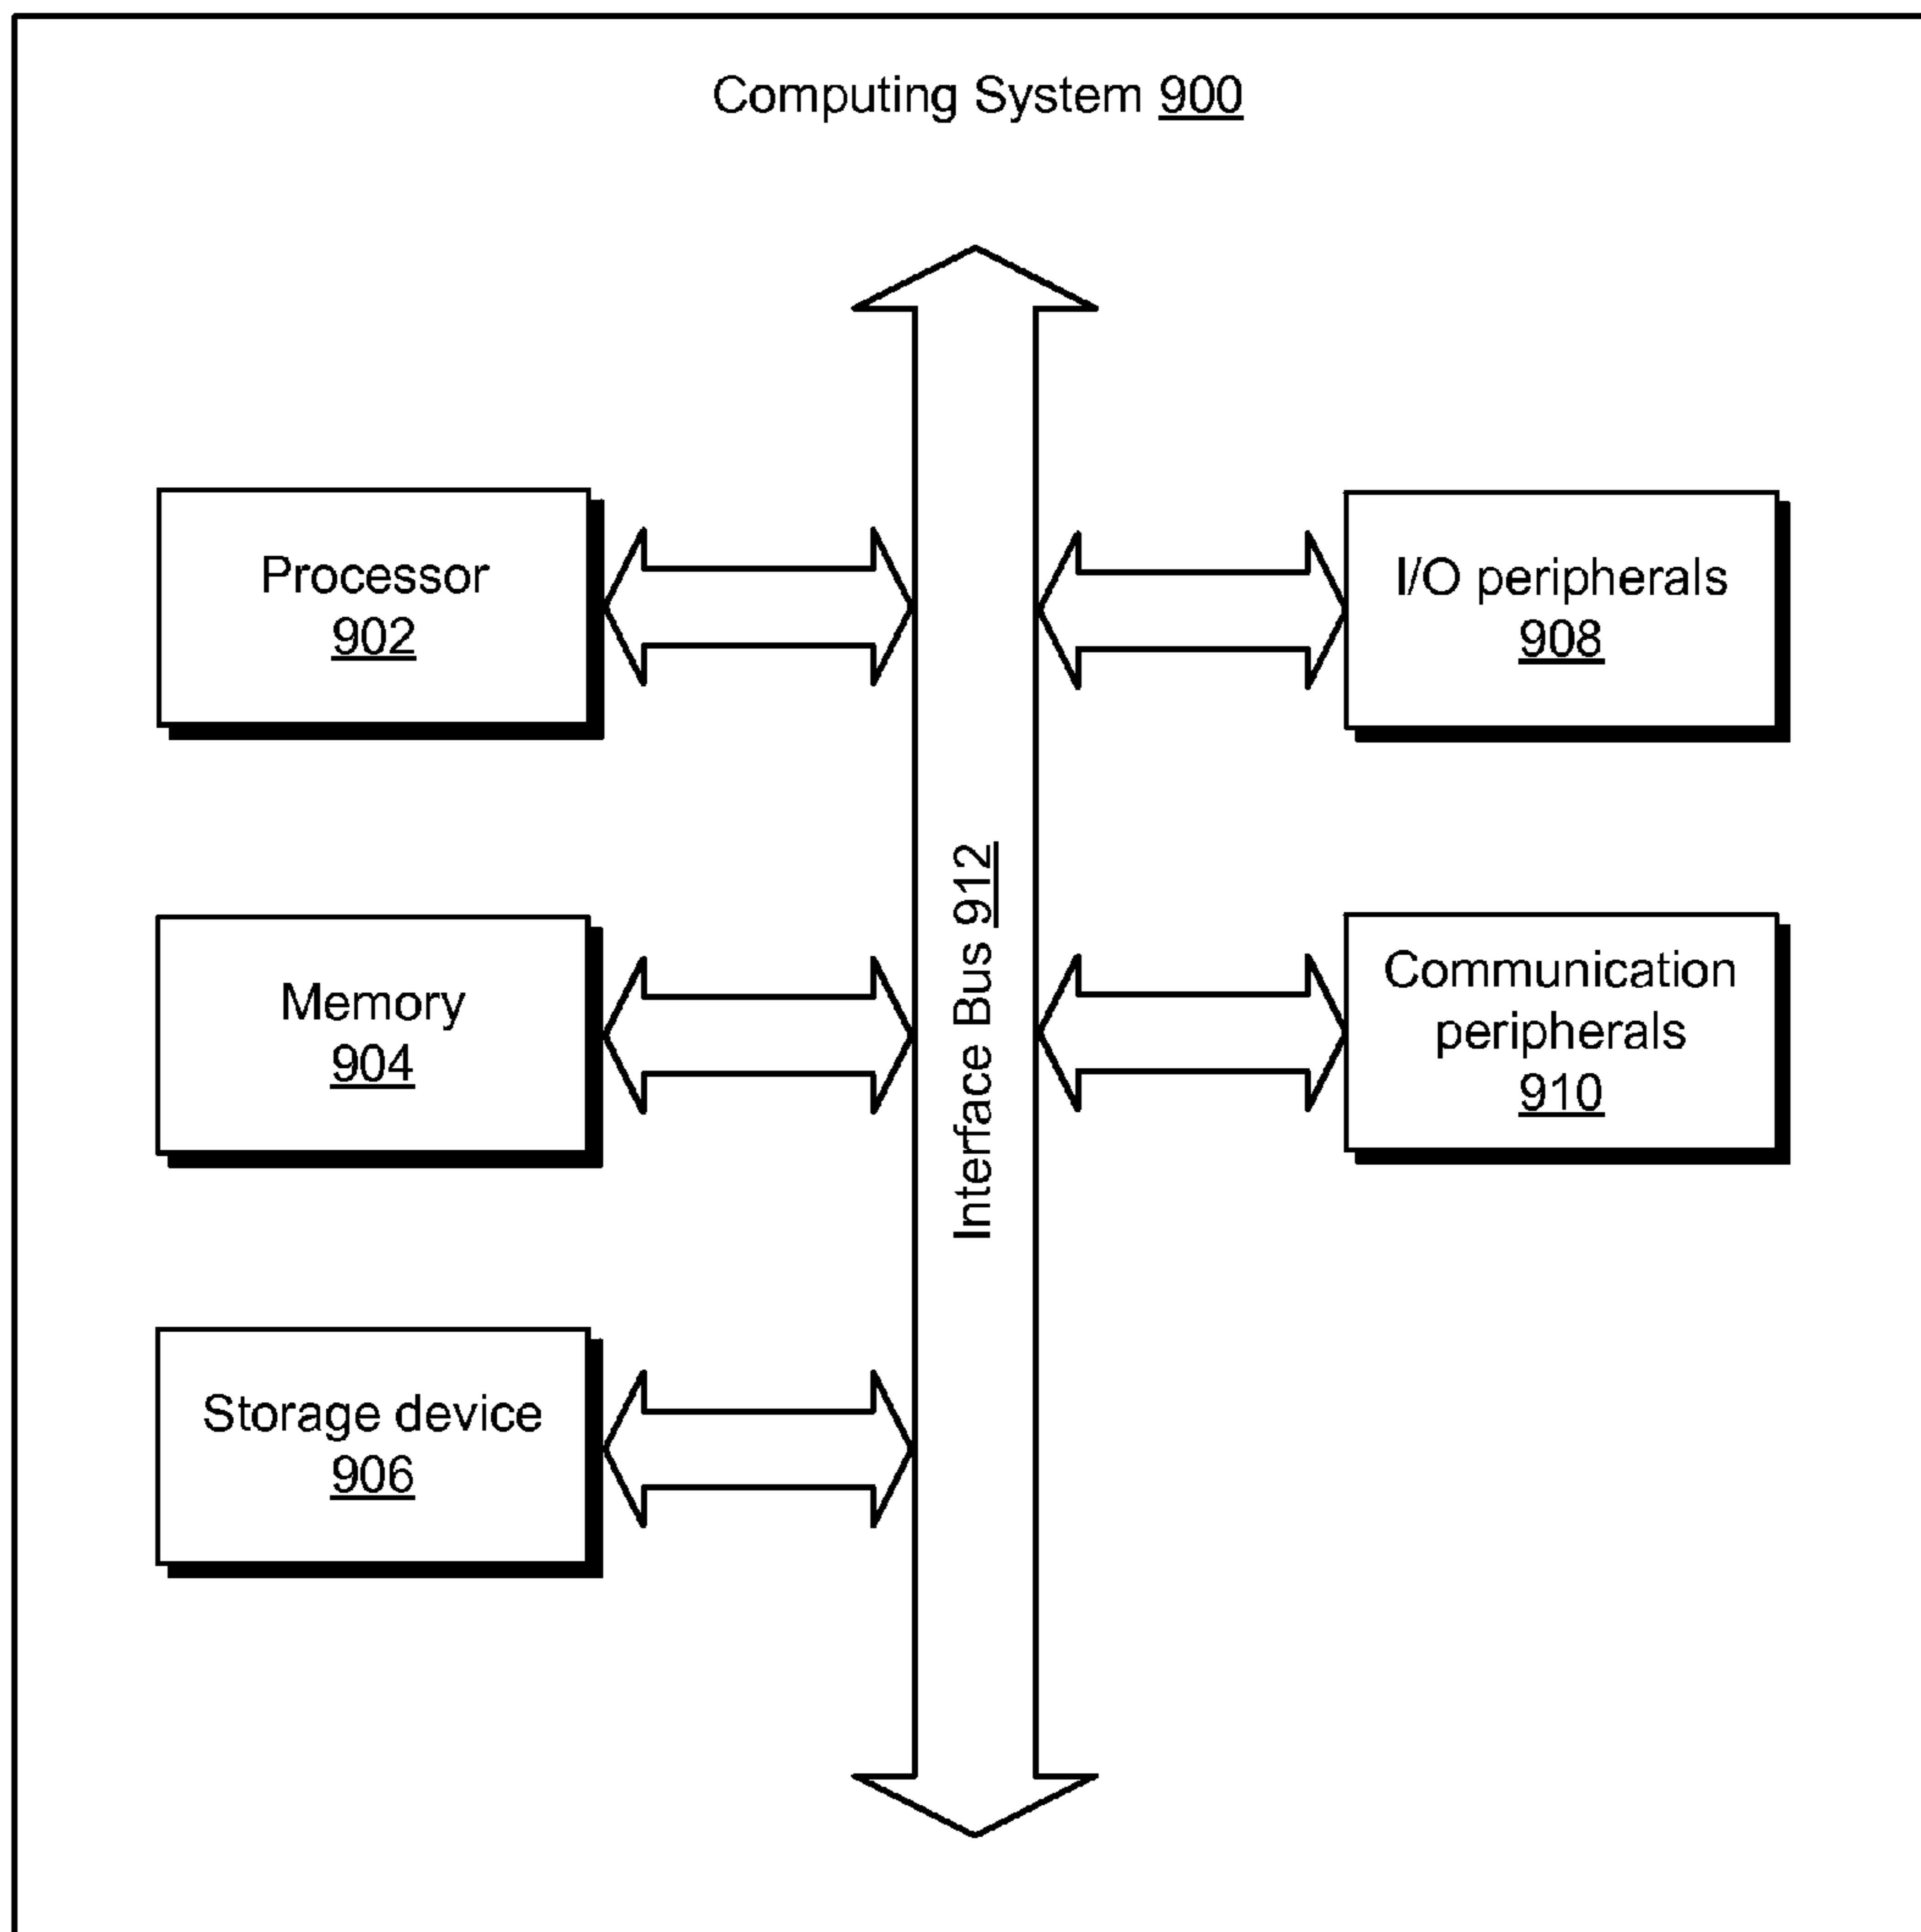 Computing System 900
Processor
902
I/O peripherals
908
Interface Bus 912
Memory
904
Communication
peripherals
910
Storage device
906